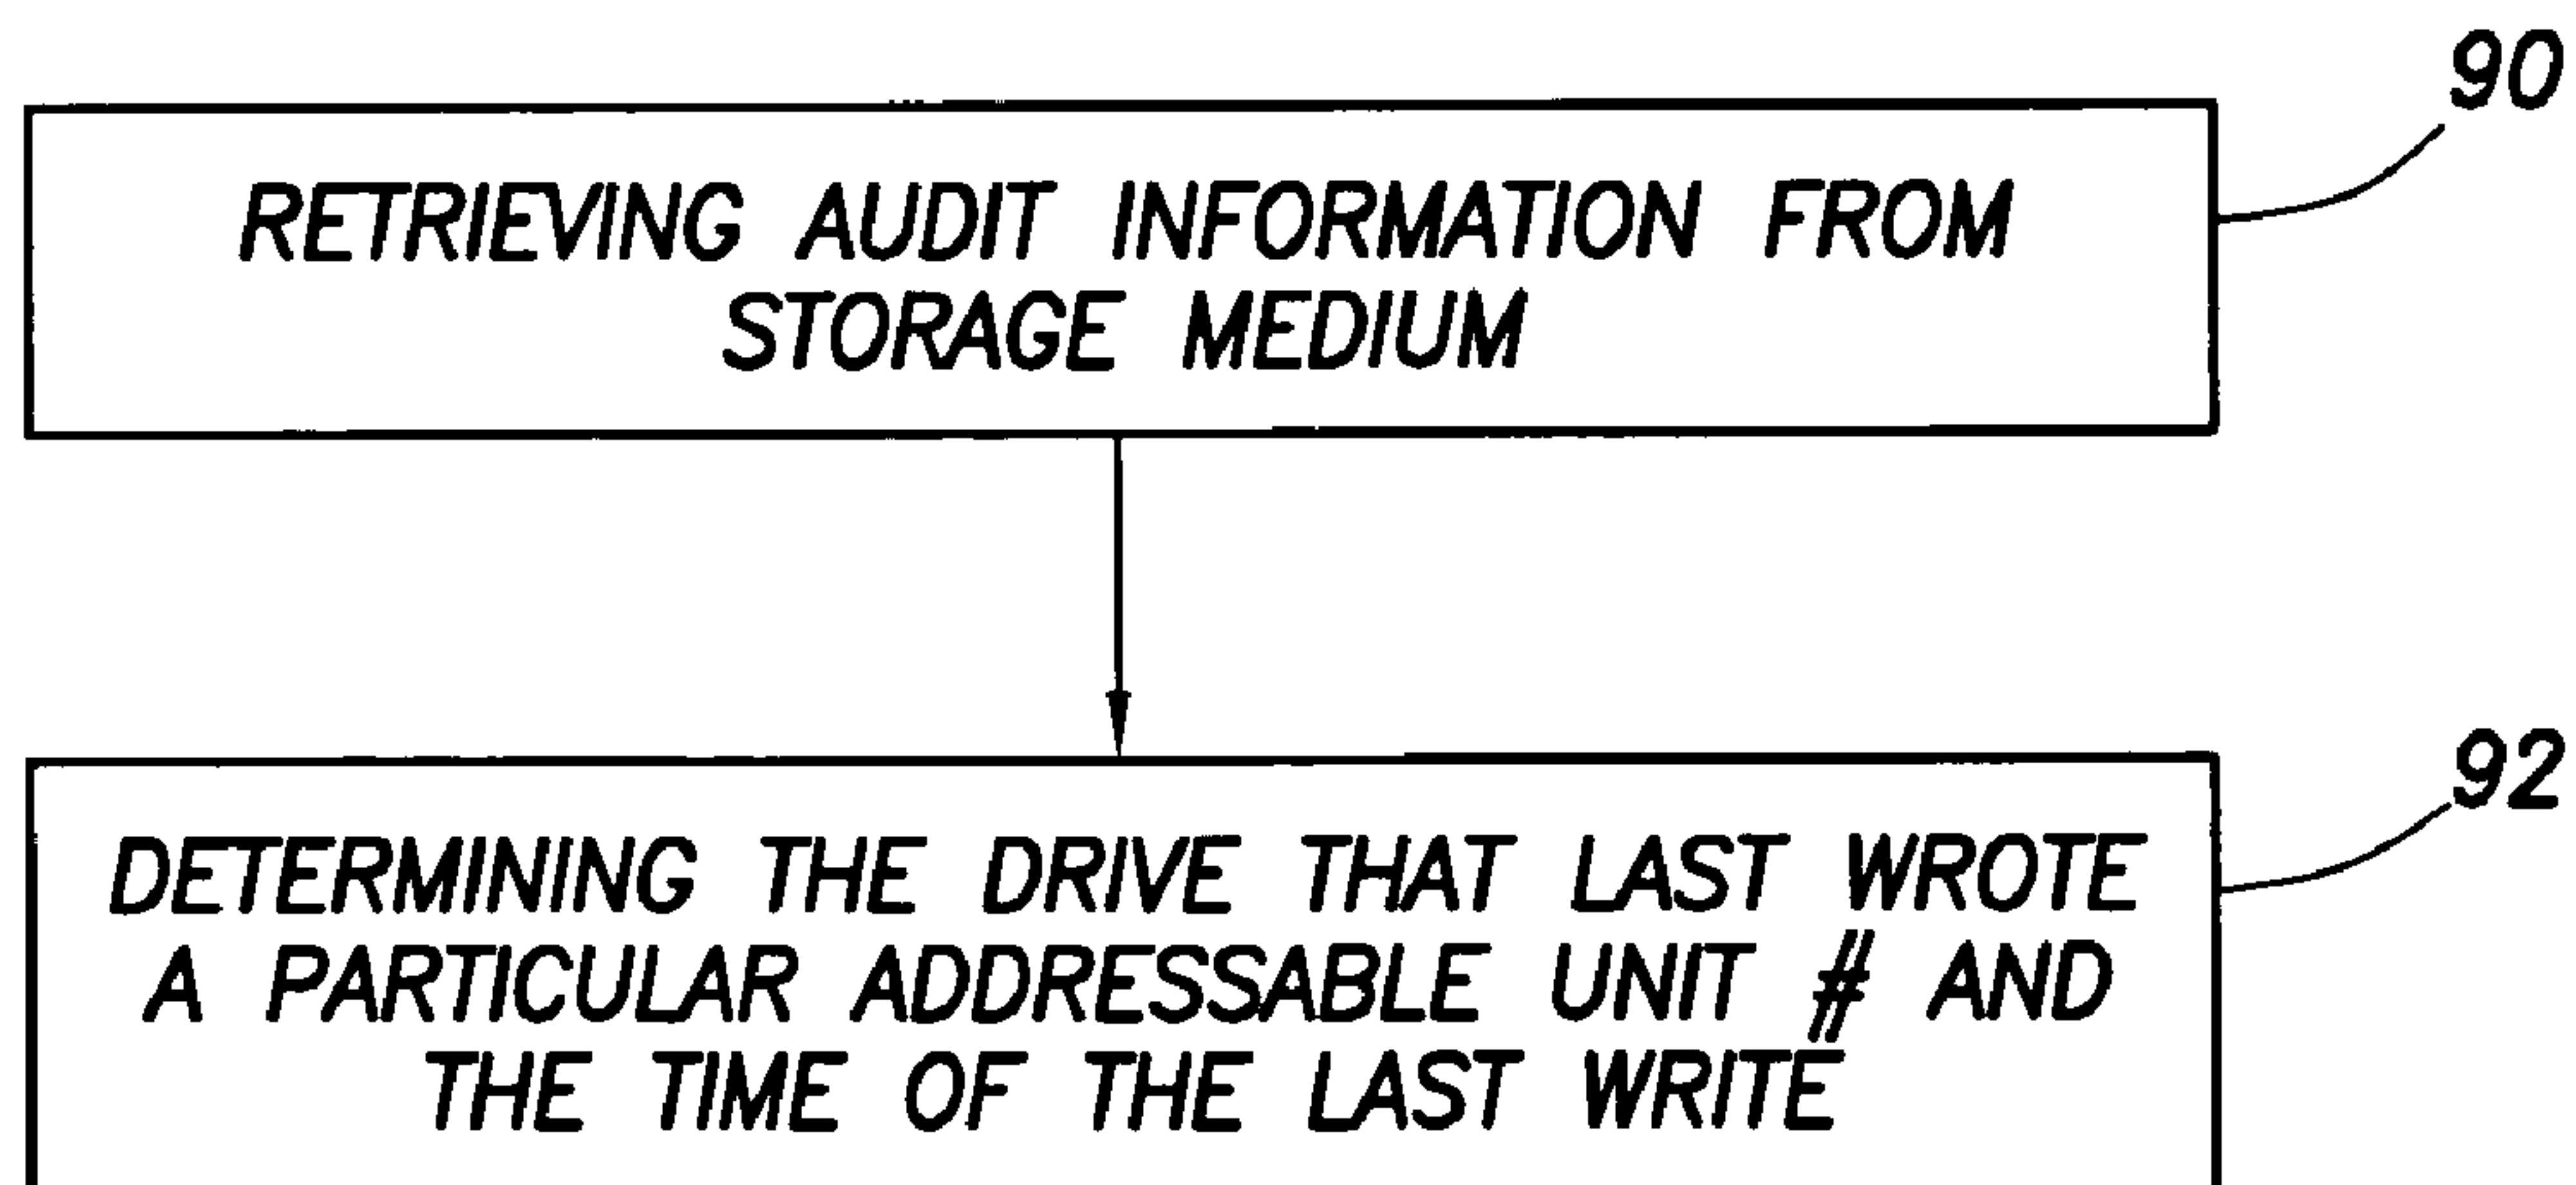 90
RETRIEVING AUDIT INFORMATION FROM
STORAGE MEDIUM
92
DETERMINING THE DRIVE THAT LAST WROTE
A PARTICULAR ADDRESSABLE UNIT # AND
THE TIME OF THE LAST WRITE